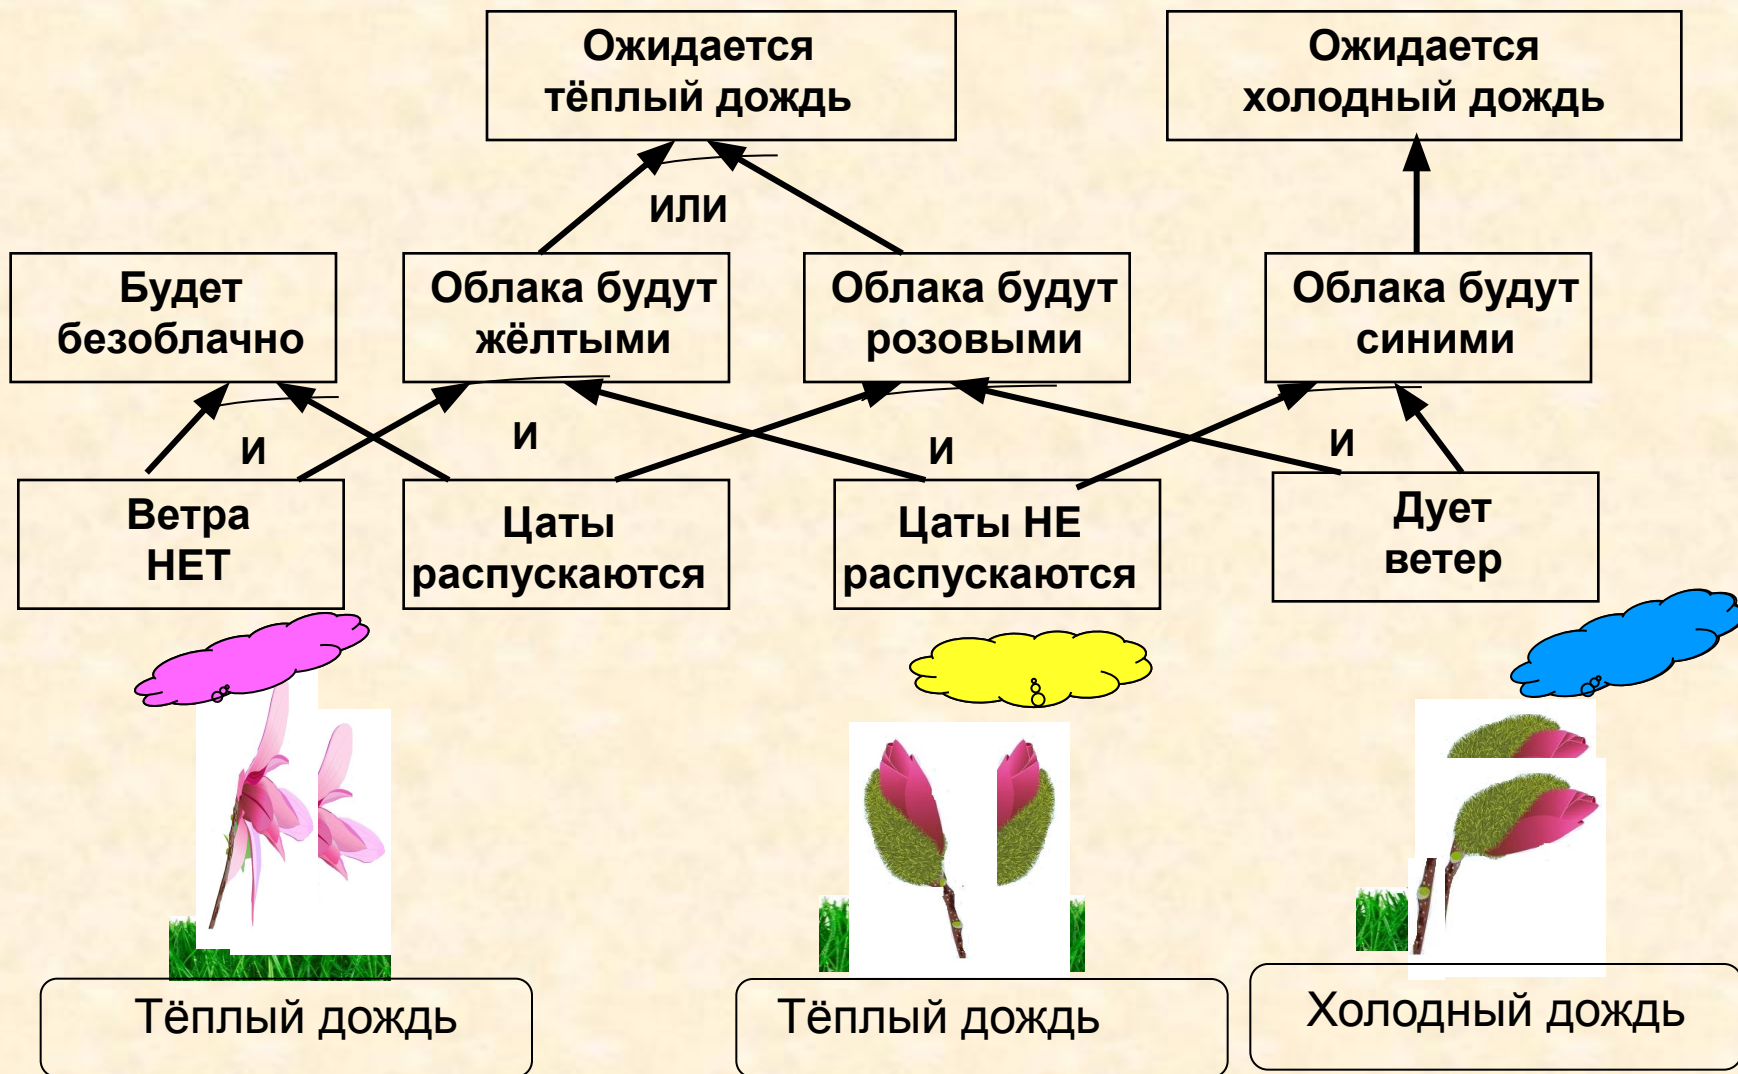 Ожидается
тёплый дождь
Ожидается
холодный дождь
ИЛИ
Будет
безоблачно
Облака будут
жёлтыми
Облака будут
розовыми
Облака будут
синими
И
И
И
И
Ветра
НЕТ
Цаты
распускаются
Цаты НЕ
распускаются
Дует
ветер
Тёплый дождь
Тёплый дождь
Холодный дождь